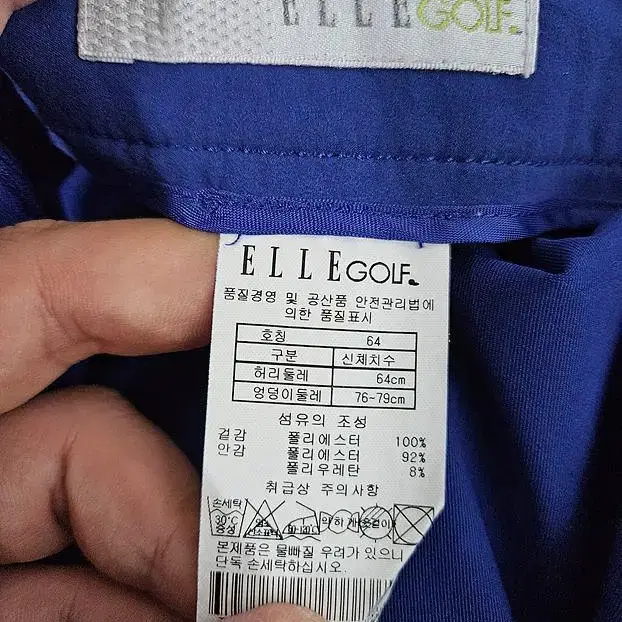 ELLE GOLF
ELLE GOLF
품질경영 및 공산품 안전관리법에
의한 품질표시
호칭 64
구분 신체치수
허리둘레 64cm
엉덩이둘레 76~79cm
섬유의 조성
겉감 폴리에스터 100%
안감 폴리에스터 92%
폴리우레탄 8%
취급상 주의사항
손세탁
30°C
중성
본제품은 물빠질 우려가 있으니
단독 손세탁하십시오.